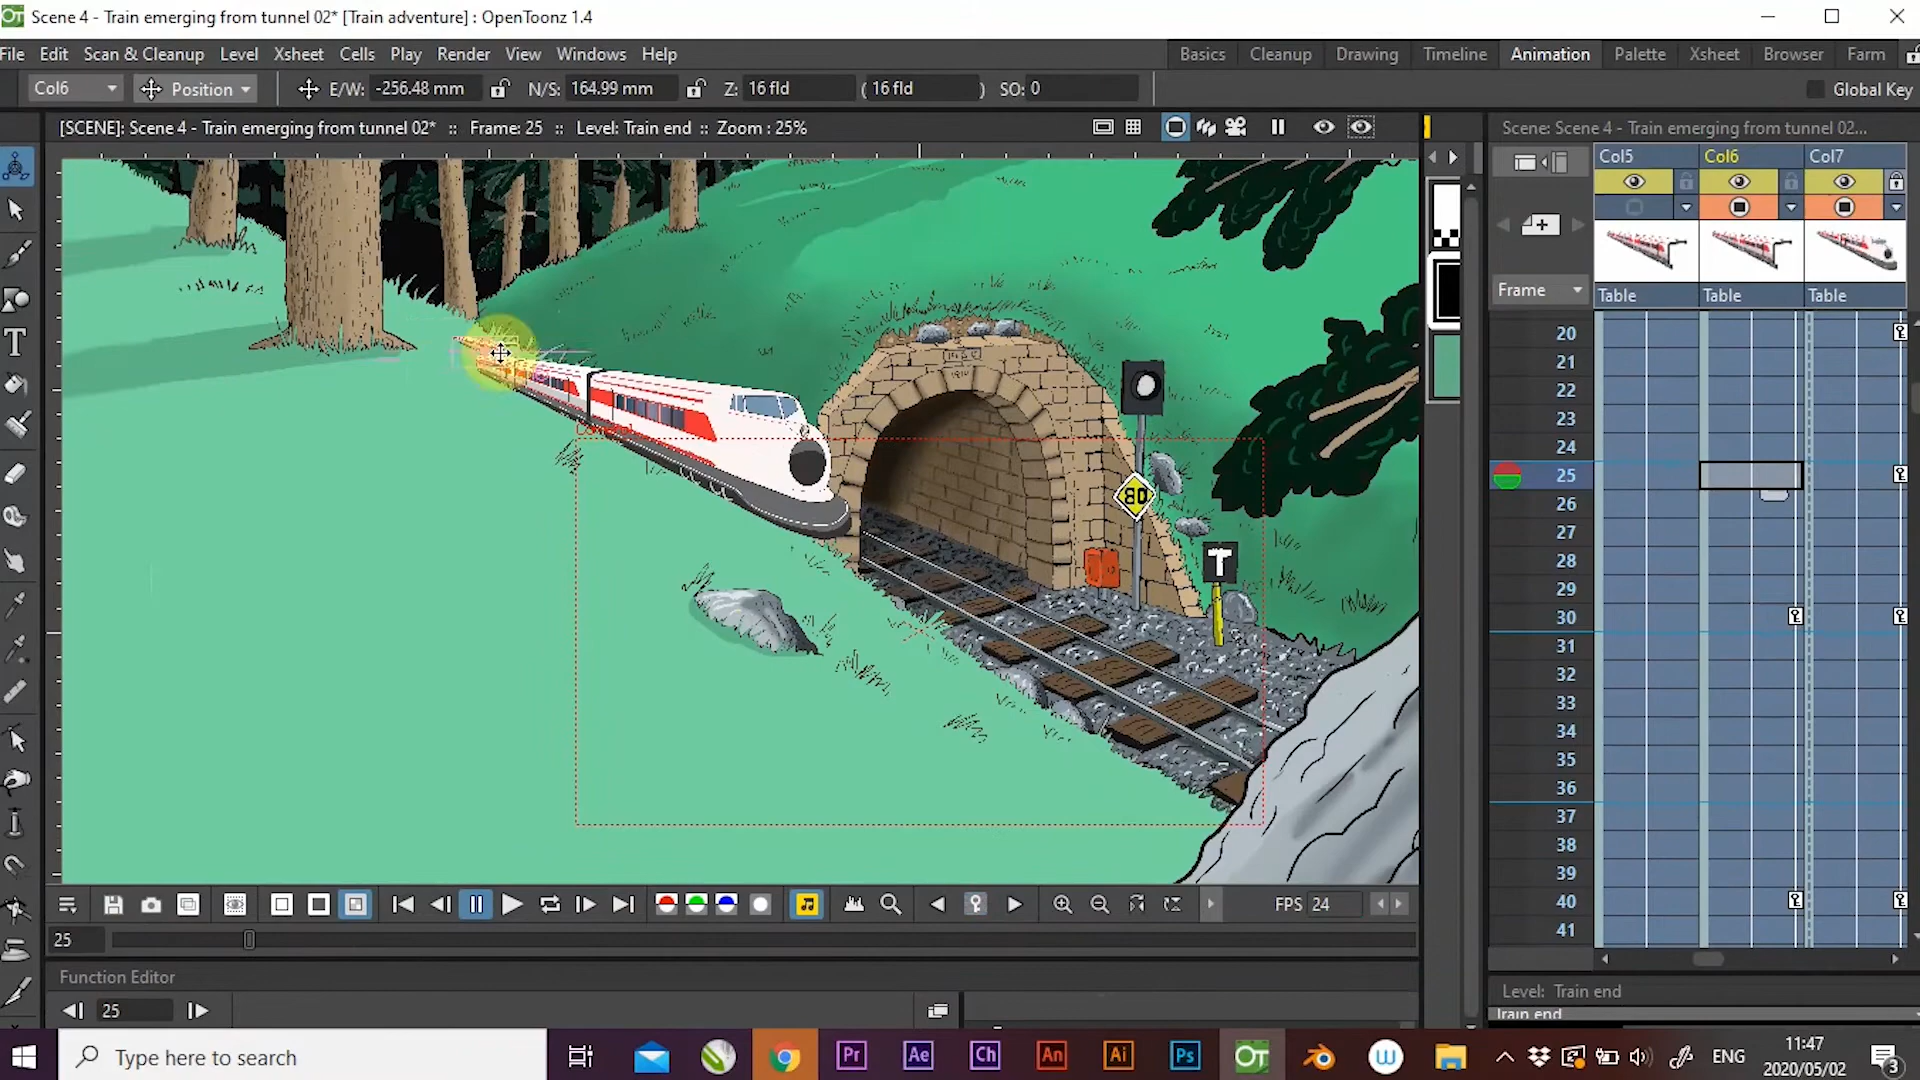 Scene 4 - Train emerging from tunnel 02* [Train adventure] : OpenToonz 1.4
File Edit Scan & Cleanup Level Xsheet Cells Play Render View Windows Help
Basics Cleanup Drawing Timeline Animation Palette Xsheet Browser Farm
Col6 Position E/W: -256.48 mm N/S: 164.99 mm Z: 16 fld ( 16 fld ) SO: 0 Global Key
[SCENE]: Scene 4 - Train emerging from tunnel 02* :: Frame: 25 :: Level: Train end :: Zoom : 25%
Scene: Scene 4 - Train emerging from tunnel 02...
Col5 Col6 Col7
Frame
Table Table Table
20
21
22
23
24
25
26
27
28
29
30
31
32
33
34
35
36
37
38
39
40
41
80
T
FPS 24
25
Function Editor
25
Level: Train end
Train end
Type here to search
Pr Ae Ch An Ai Ps OT
ENG
11:47
2020/05/02
3